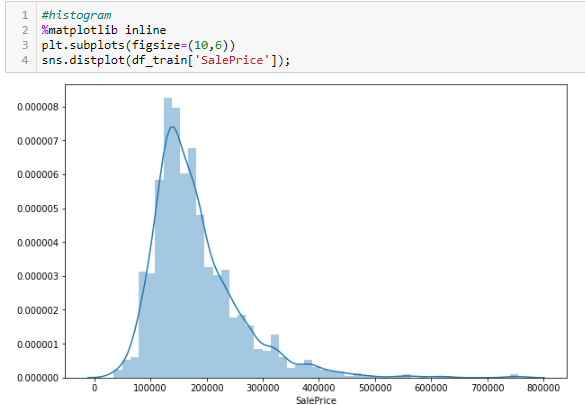 1 #histogram
2 %matplotlib inline
3 plt.subplots(figsize=(10,6))
4 sns.distplot(df_train['SalePrice']);
0.000008
0.000007
0.000006
0.000005
0.000004
0.000003
0.000002
0.000001
0.000000
0 100000 200000 300000 400000 500000 600000 700000 800000
SalePrice